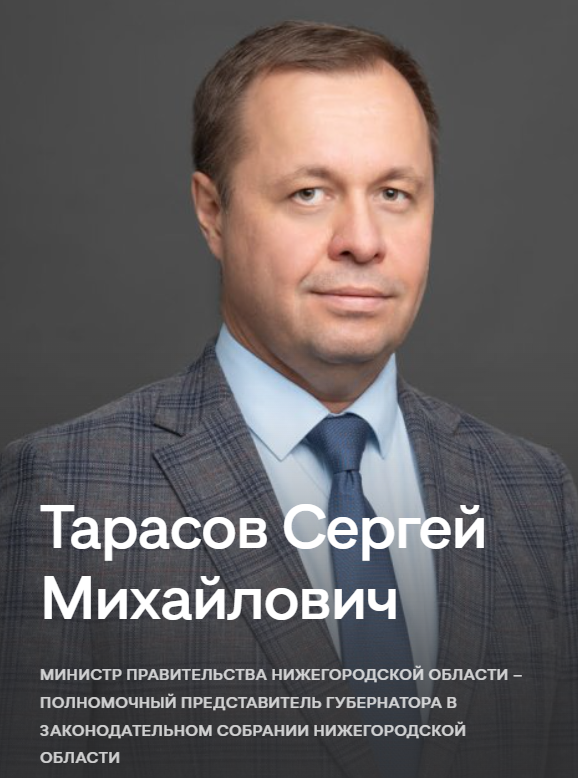 Тарасов Сергей
Михайлович
МИНИСТР ПРАВИТЕЛЬСТВА НИЖЕГОРОДСКОЙ ОБЛАСТИ –
ПОЛНОМОЧНЫЙ ПРЕДСТАВИТЕЛЬ ГУБЕРНАТОРА В
ЗАКОНОДАТЕЛЬНОМ СОБРАНИИ НИЖЕГОРОДСКОЙ
ОБЛАСТИ